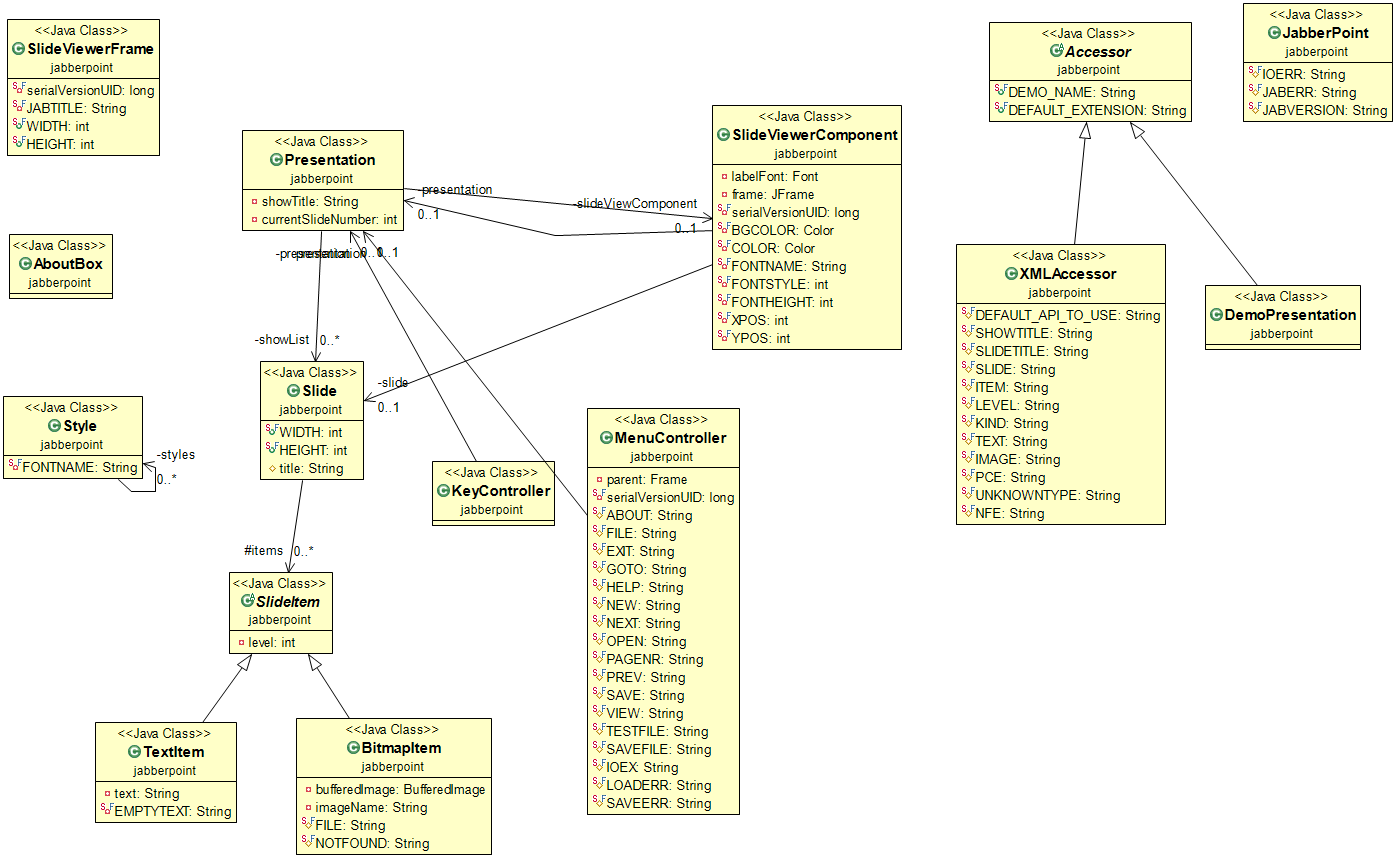 <<Java Class>>
SlideViewerFrame
jabberpoint
serialVersionUID: long
JABTITLE: String
WIDTH: int
HEIGHT: int
<<Java Class>>
Presentation
jabberpoint
showTitle: String
currentSlideNumber: int
<<Java Class>>
SlideViewerComponent
jabberpoint
labelFont: Font
frame: JFrame
serialVersionUID: long
BGCOLOR: Color
COLOR: Color
FONTNAME: String
FONTSTYLE: int
FONTHEIGHT: int
XPOS: int
YPOS: int
<<Java Class>>
Accessor
jabberpoint
DEMO_NAME: String
DEFAULT_EXTENSION: String
<<Java Class>>
JabberPoint
jabberpoint
IOERR: String
JABERR: String
JABVERSION: String
-presentation
0..1
-slideViewComponent
0..1
<<Java Class>>
AboutBox
jabberpoint
-presentation
0..1
-presentation
0..1
<<Java Class>>
XMLAccessor
jabberpoint
DEFAULT_API_TO_USE: String
SHOWTITLE: String
SLIDETITLE: String
SLIDE: String
ITEM: String
LEVEL: String
KIND: String
TEXT: String
IMAGE: String
PCE: String
UNKNOWNTYPE: String
NFE: String
<<Java Class>>
DemoPresentation
jabberpoint
-showList
0..*
<<Java Class>>
Slide
jabberpoint
WIDTH: int
HEIGHT: int
title: String
-slide
0..1
<<Java Class>>
Style
jabberpoint
FONTNAME: String
-styles
0..*
<<Java Class>>
KeyController
jabberpoint
<<Java Class>>
MenuController
jabberpoint
parent: Frame
serialVersionUID: long
ABOUT: String
FILE: String
EXIT: String
GOTO: String
HELP: String
NEW: String
NEXT: String
OPEN: String
PAGENR: String
PREV: String
SAVE: String
VIEW: String
TESTFILE: String
SAVEFILE: String
IOEX: String
LOADERR: String
SAVEERR: String
#items
0..*
<<Java Class>>
SlideItem
jabberpoint
level: int
<<Java Class>>
TextItem
jabberpoint
text: String
EMPTYTEXT: String
<<Java Class>>
BitmapItem
jabberpoint
bufferedImage: BufferedImage
imageName: String
FILE: String
NOTFOUND: String